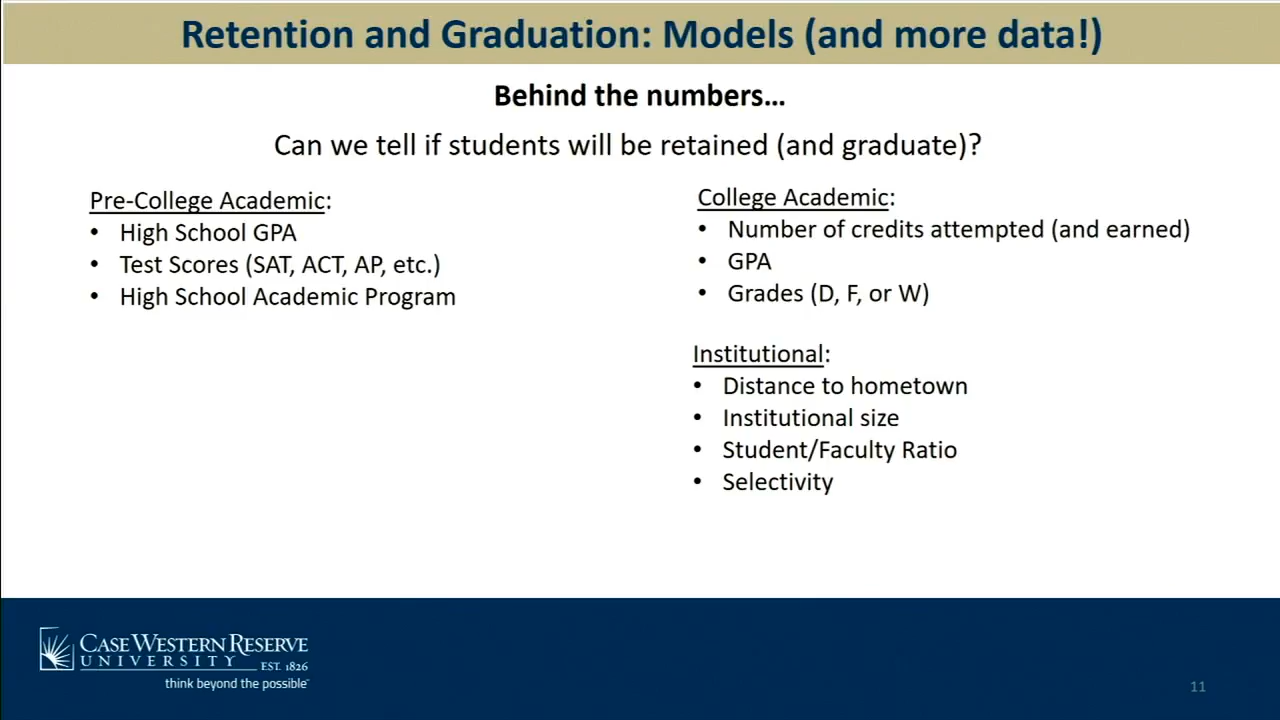 Retention and Graduation: Models (and more data!)
Behind the numbers...
Can we tell if students will be retained (and graduate)?
Pre-College Academic:
• High School GPA
• Test Scores (SAT, ACT, AP, etc.)
• High School Academic Program
College Academic:
• Number of credits attempted (and earned)
• GPA
• Grades (D, F, or W)
Institutional:
• Distance to hometown
• Institutional size
• Student/Faculty Ratio
• Selectivity
CASE WESTERN RESERVE
UNIVERSITY EST. 1826
think beyond the possible™
11